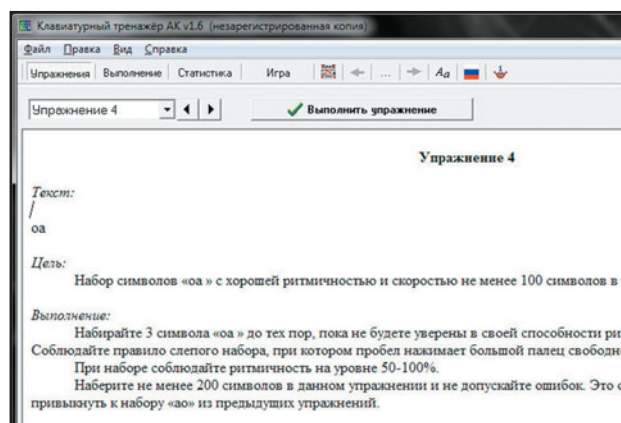 Клавиатурный тренажёр АК v1.6 (незарегистрированная копия)
Файл Правка Вид Справка
Упражнения Выполнение Статистика Игра ... Аа
Упражнение 4 Выполнить упражнение
Упражнение 4
Текст:
оа
Цель:
Набор символов «оа » с хорошей ритмичностью и скоростью не менее 100 символов в
Выполнение:
Набирайте 3 символа «оа » до тех пор, пока не будете уверены в своей способности ри
Соблюдайте правило слепого набора, при котором пробел нажимает большой палец свободн
При наборе соблюдайте ритмичность на уровне 50-100%.
Наберите не менее 200 символов в данном упражнении и не допускайте ошибок. Это с
привыкнуть к набору «ао» из предыдущих упражнений.